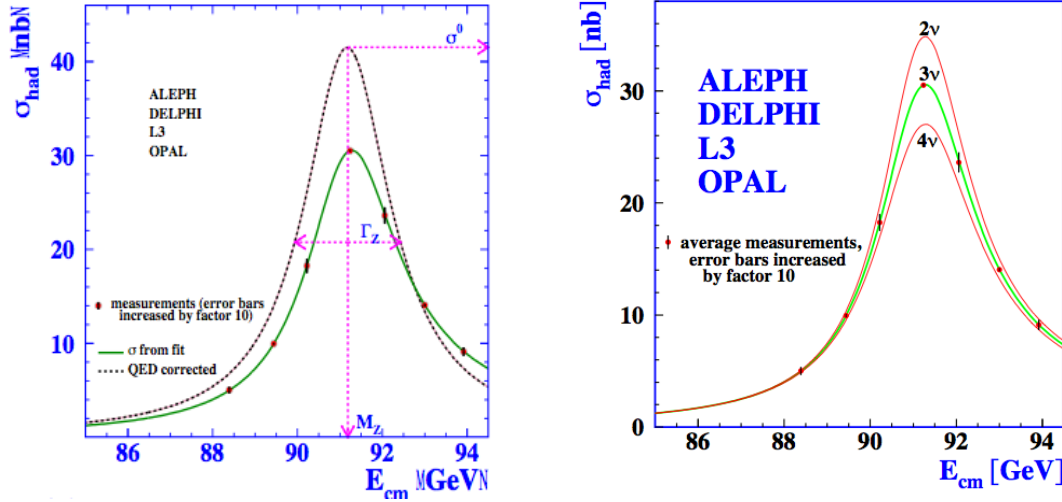 σhad ⍰nb⍰
40
30
20
10
σ⁰
ALEPH
DELPHI
L3
OPAL
ΓZ
measurements (error bars
increased by factor 10)
σ from fit
QED corrected
MZ
86
88
90
92
94
Ecm ⍰GeV⍰
σhad [nb]
30
20
10
0
2ν
3ν
4ν
ALEPH
DELPHI
L3
OPAL
average measurements,
error bars increased
by factor 10
86
88
90
92
94
Ecm [GeV]